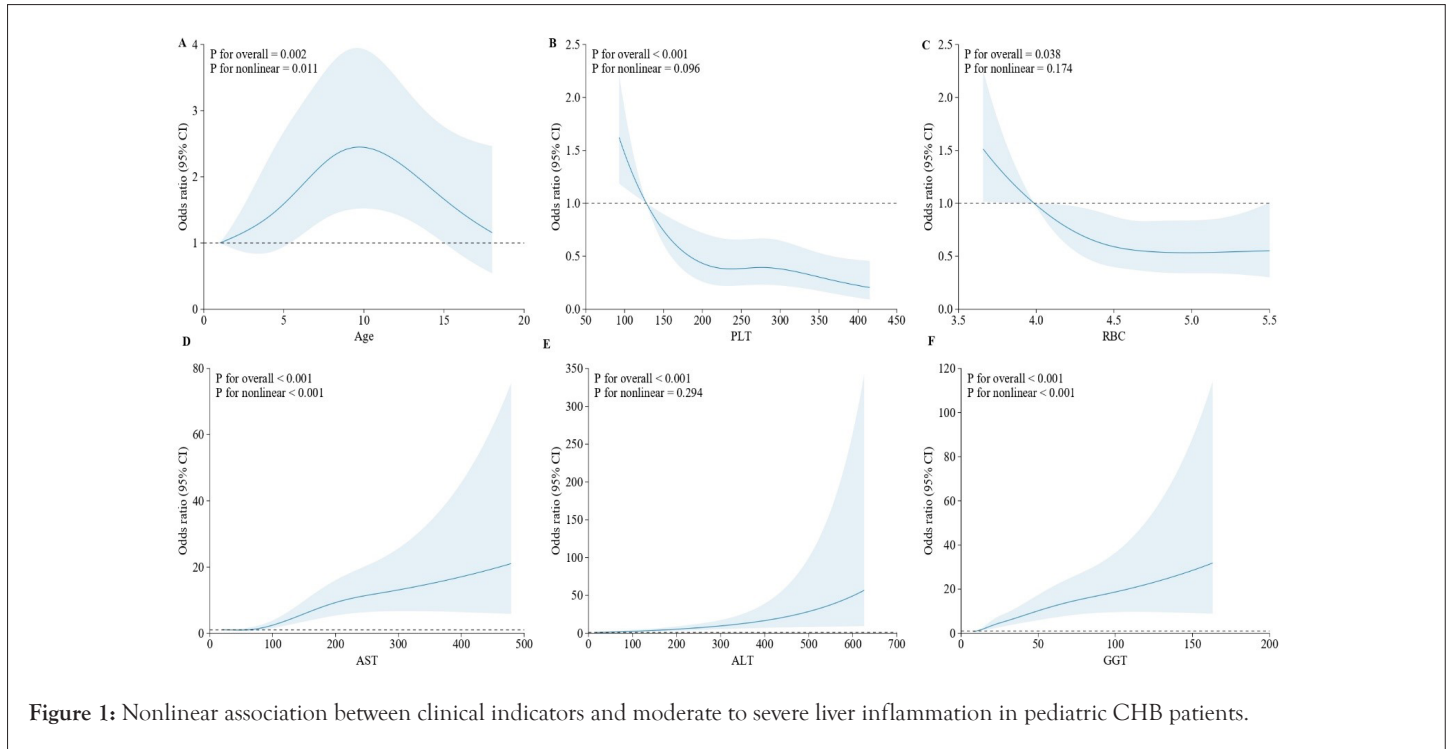 A
P for overall = 0.002
P for nonlinear = 0.011
Odds ratio (95% CI)
4
3
2
1
0
0 5 10 15 20
Age
B
P for overall < 0.001
P for nonlinear = 0.096
Odds ratio (95% CI)
2.5
2.0
1.5
1.0
0.5
0.0
50 100 150 200 250 300 350 400 450
PLT
C
P for overall = 0.038
P for nonlinear = 0.174
Odds ratio (95% CI)
2.5
2.0
1.5
1.0
0.5
0.0
3.5 4.0 4.5 5.0 5.5
RBC
D
P for overall < 0.001
P for nonlinear < 0.001
Odds ratio (95% CI)
80
60
40
20
0
0 100 200 300 400 500
AST
E
P for overall < 0.001
P for nonlinear = 0.294
Odds ratio (95% CI)
350
300
250
200
150
100
50
0
0 100 200 300 400 500 600 700
ALT
F
P for overall < 0.001
P for nonlinear < 0.001
Odds ratio (95% CI)
120
100
80
60
40
20
0
0 50 100 150 200
GGT
Figure 1: Nonlinear association between clinical indicators and moderate to severe liver inflammation in pediatric CHB patients.